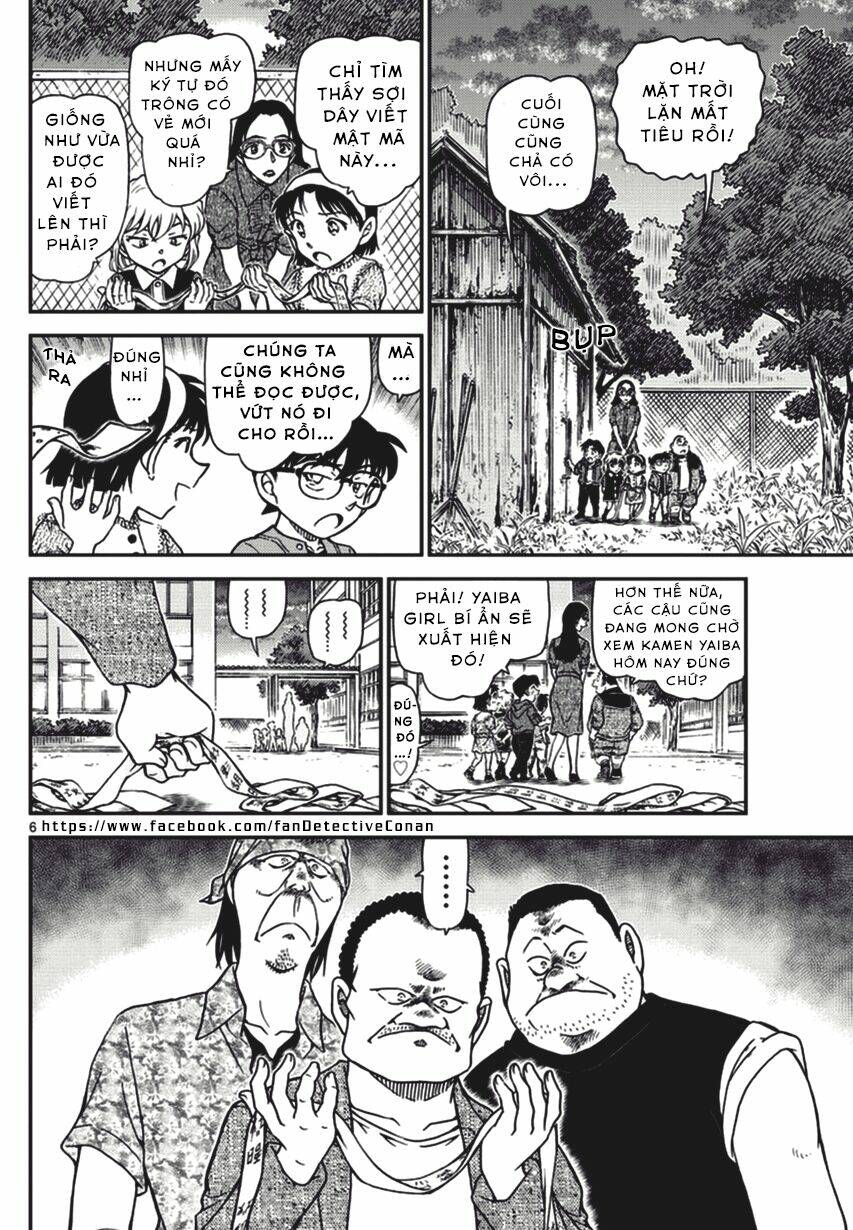 OH!
MẶT TRỜI
LẶN MẤT
TIÊU RỒI!
CUỐI
CÙNG
CŨNG
CHẢ CÓ
VÔI...
BỤP
CHỈ TÌM
THẤY SỢI
DÂY VIẾT
MẬT MÃ
NÀY...
NHƯNG MẤY
KÝ TỰ ĐÓ
TRÔNG CÓ
VẺ MỚI
QUÁ NHỈ?
GIỐNG
NHƯ VỪA
ĐƯỢC
AI ĐÓ
VIẾT
LÊN THÌ
PHẢI?
MÀ
...
CHÚNG TA
CŨNG KHÔNG
THỂ ĐỌC ĐƯỢC,
VỨT NÓ ĐI
CHO RỒI...
ĐÚNG
NHỈ
...
THẢ
RA
HƠN THẾ NỮA,
CÁC CẬU CŨNG
ĐANG MONG CHỜ
XEM KAMEN YAIBA
HÔM NAY ĐÚNG
CHỨ?
PHẢI! YAIBA
GIRL BÍ ẨN SẼ
XUẤT HIỆN
ĐÓ!
ĐÚ-
NG ĐÓ
...!
♡
......
......
6
https://www.facebook.com/fanDetectiveConan
......